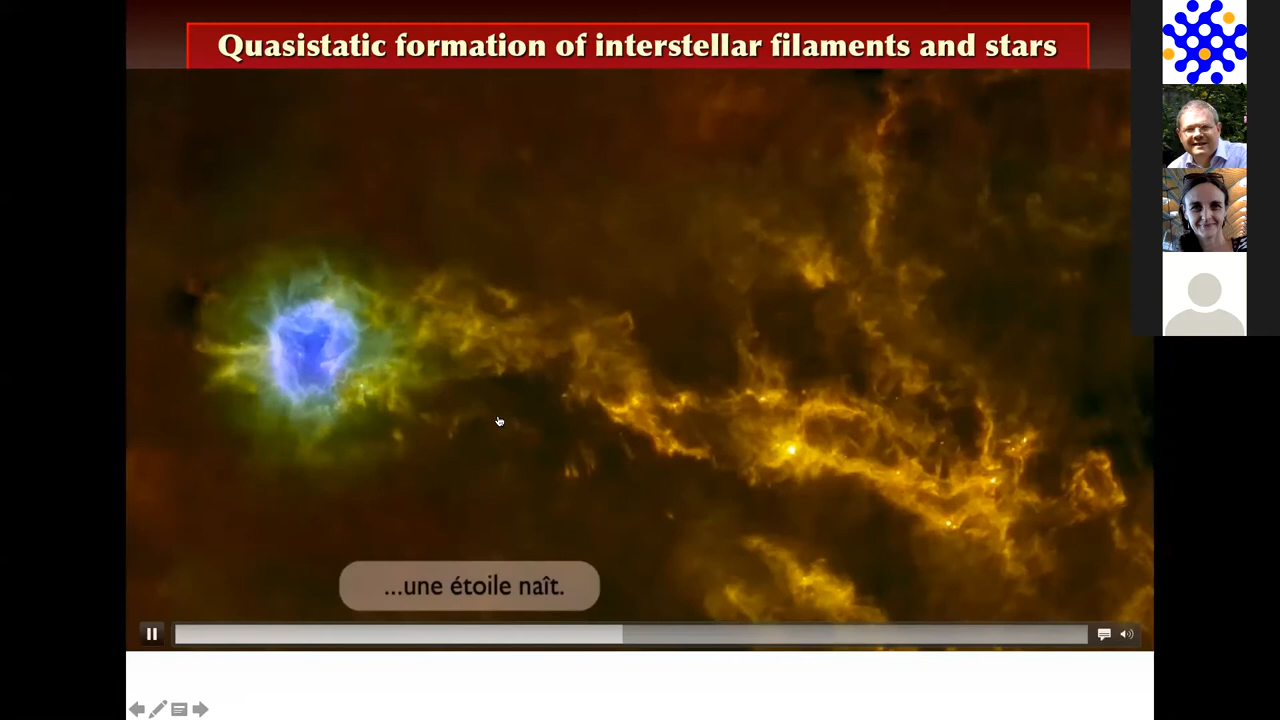 Quasistatic formation of interstellar filaments and stars
...une étoile naît.